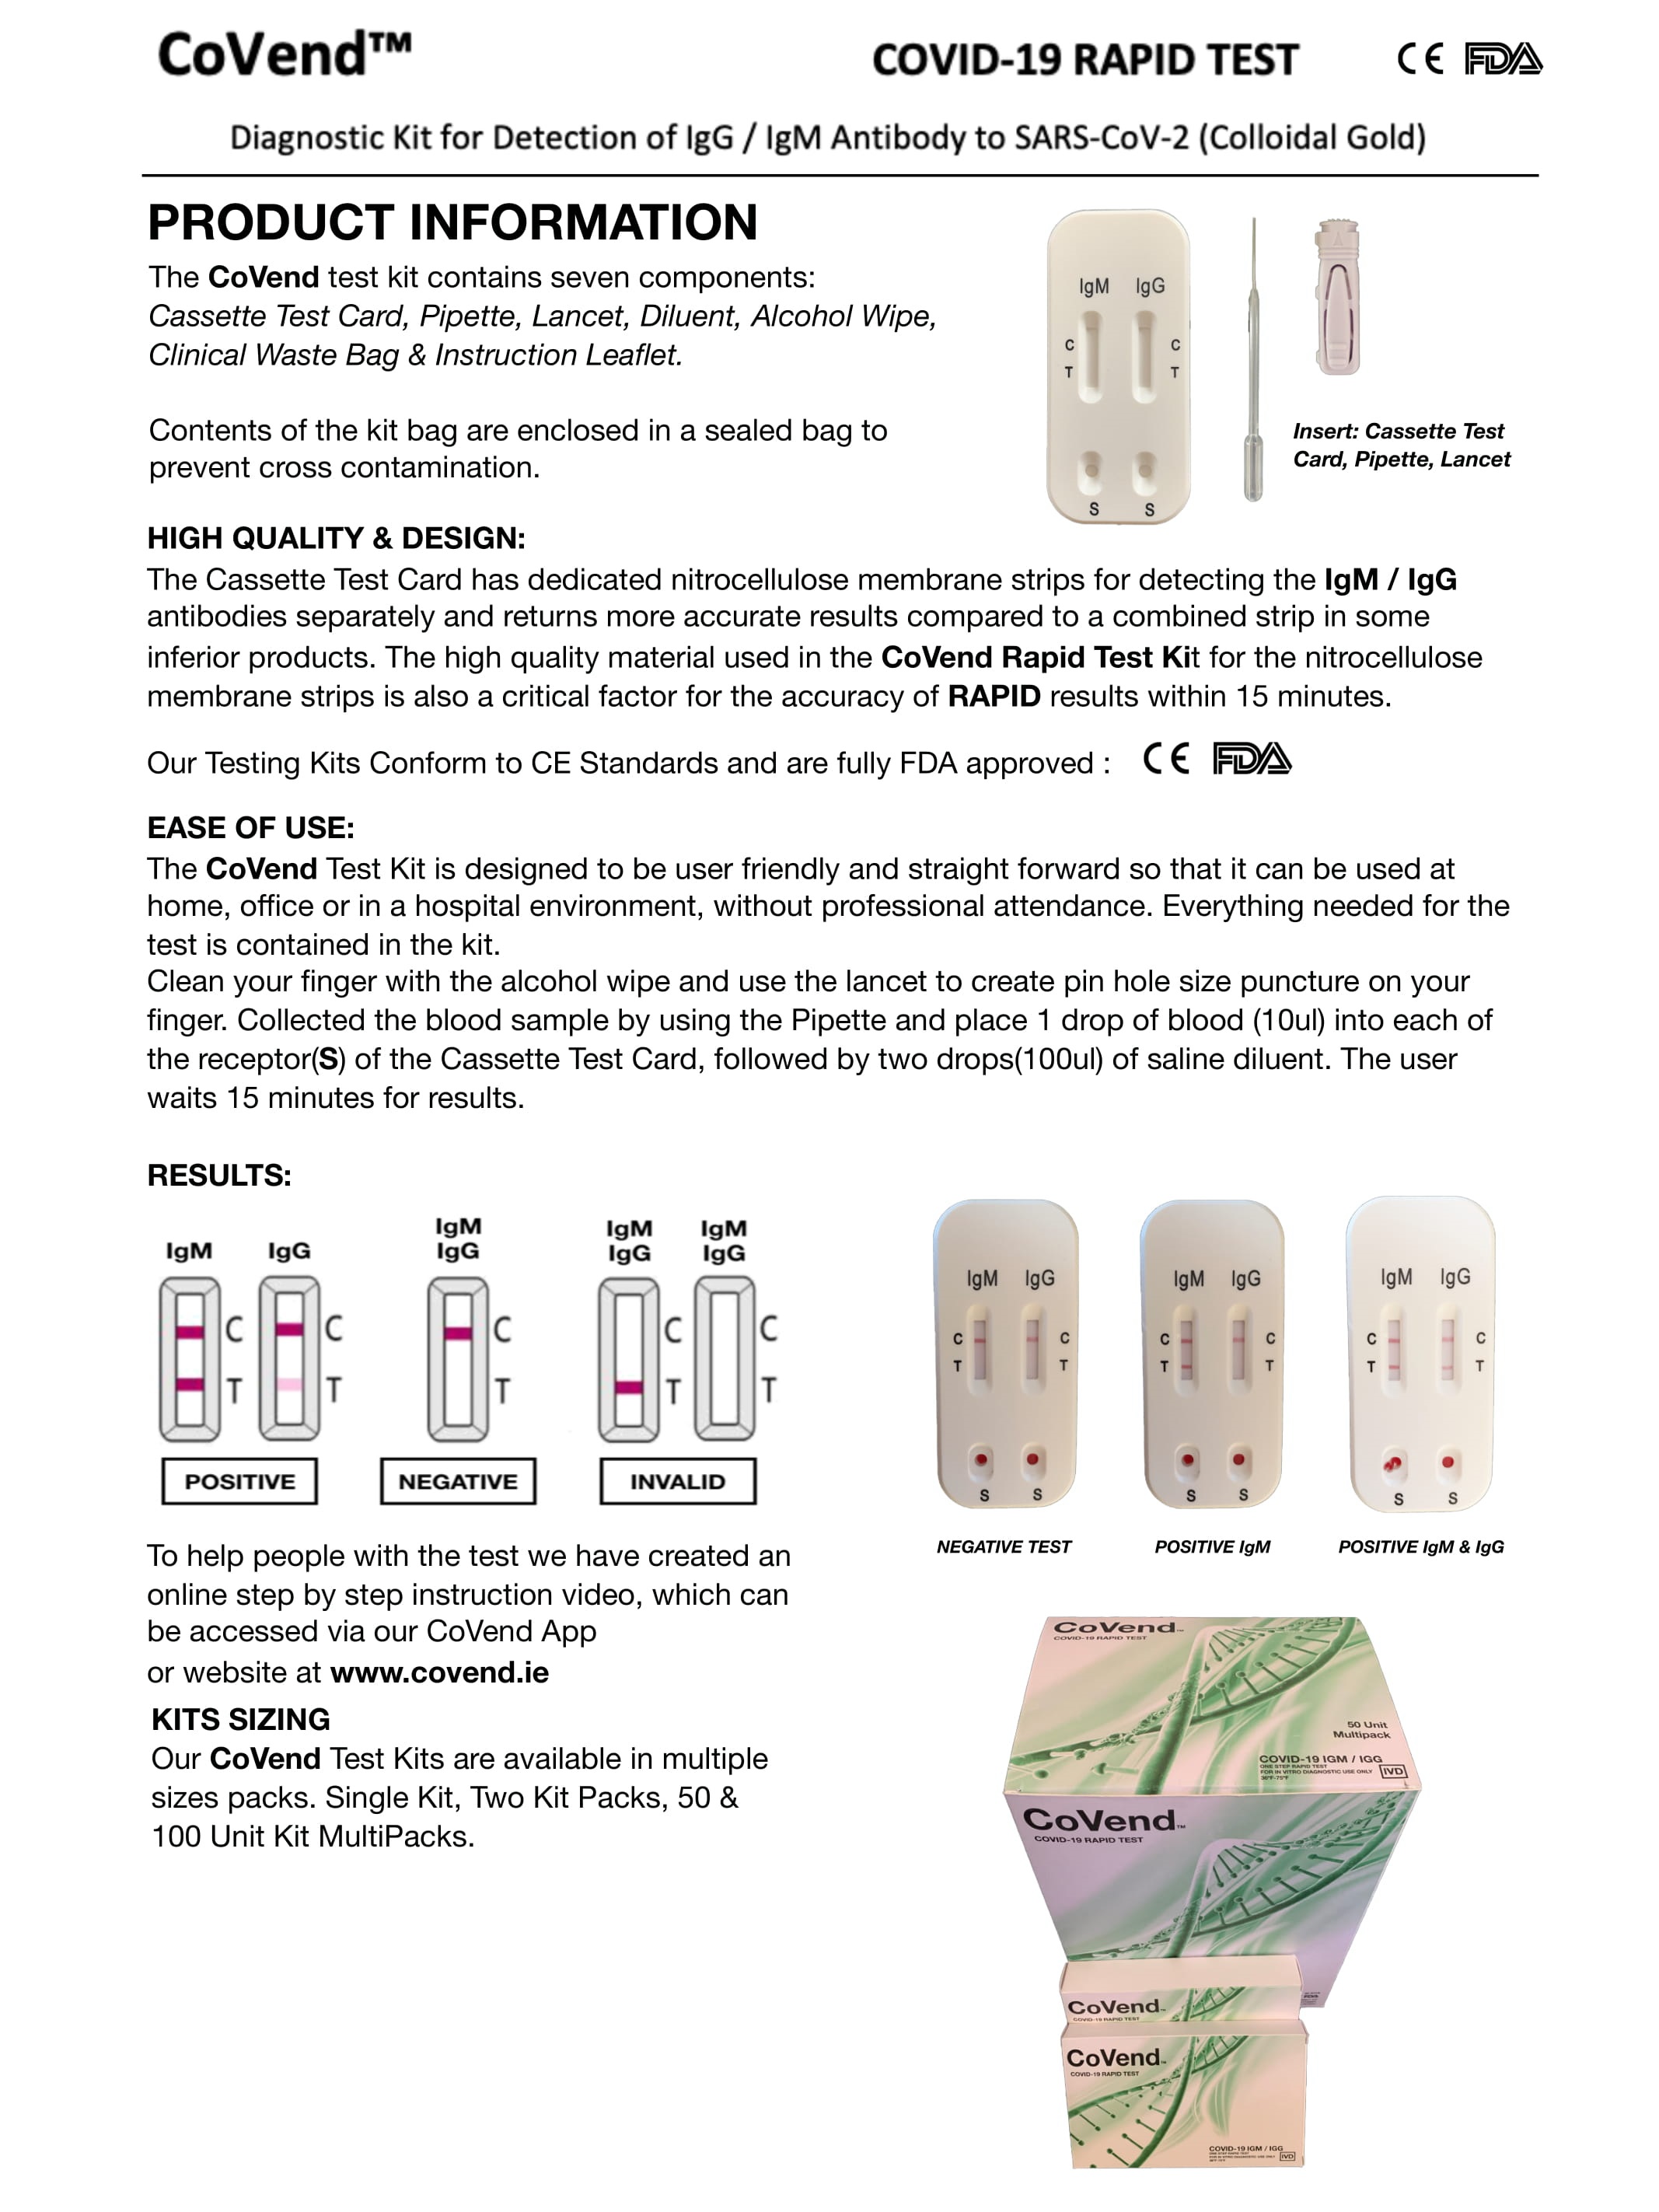 CoVend™ COVID-19 RAPID TEST CE FDA
Diagnostic Kit for Detection of IgG / IgM Antibody to SARS-CoV-2 (Colloidal Gold)
PRODUCT INFORMATION
The CoVend test kit contains seven components:
Cassette Test Card, Pipette, Lancet, Diluent, Alcohol Wipe,
Clinical Waste Bag & Instruction Leaflet.
Contents of the kit bag are enclosed in a sealed bag to
prevent cross contamination.
IgM IgG
C C
T T
S S
Insert: Cassette Test
Card, Pipette, Lancet
HIGH QUALITY & DESIGN:
The Cassette Test Card has dedicated nitrocellulose membrane strips for detecting the IgM / IgG
antibodies separately and returns more accurate results compared to a combined strip in some
inferior products. The high quality material used in the CoVend Rapid Test Kit for the nitrocellulose
membrane strips is also a critical factor for the accuracy of RAPID results within 15 minutes.
Our Testing Kits Conform to CE Standards and are fully FDA approved : CE FDA
EASE OF USE:
The CoVend Test Kit is designed to be user friendly and straight forward so that it can be used at
home, office or in a hospital environment, without professional attendance. Everything needed for the
test is contained in the kit.
Clean your finger with the alcohol wipe and use the lancet to create pin hole size puncture on your
finger. Collected the blood sample by using the Pipette and place 1 drop of blood (10ul) into each of
the receptor(S) of the Cassette Test Card, followed by two drops(100ul) of saline diluent. The user
waits 15 minutes for results.
RESULTS:
IgM IgG IgM IgM IgM
IgG IgG IgG
C C C C C
T T T T T
POSITIVE NEGATIVE INVALID
IgM IgG IgM IgG IgM IgG
C C C C C C
T T T T T T
S S S S S S
NEGATIVE TEST POSITIVE IgM POSITIVE IgM & IgG
To help people with the test we have created an
online step by step instruction video, which can
be accessed via our CoVend App
or website at www.covend.ie
KITS SIZING
Our CoVend Test Kits are available in multiple
sizes packs. Single Kit, Two Kit Packs, 50 &
100 Unit Kit MultiPacks.
CoVend™
COVID-19 RAPID TEST
50 Unit
Multipack
COVID-19 IGM / IGG
ONE STEP RAPID TEST
FOR IN VITRO DIAGNOSTIC USE ONLY IVD
CoVend™
COVID-19 RAPID TEST
CoVend™
COVID-19 RAPID TEST
CoVend™
COVID-19 RAPID TEST
COVID-19 IGM / IGG
IVD